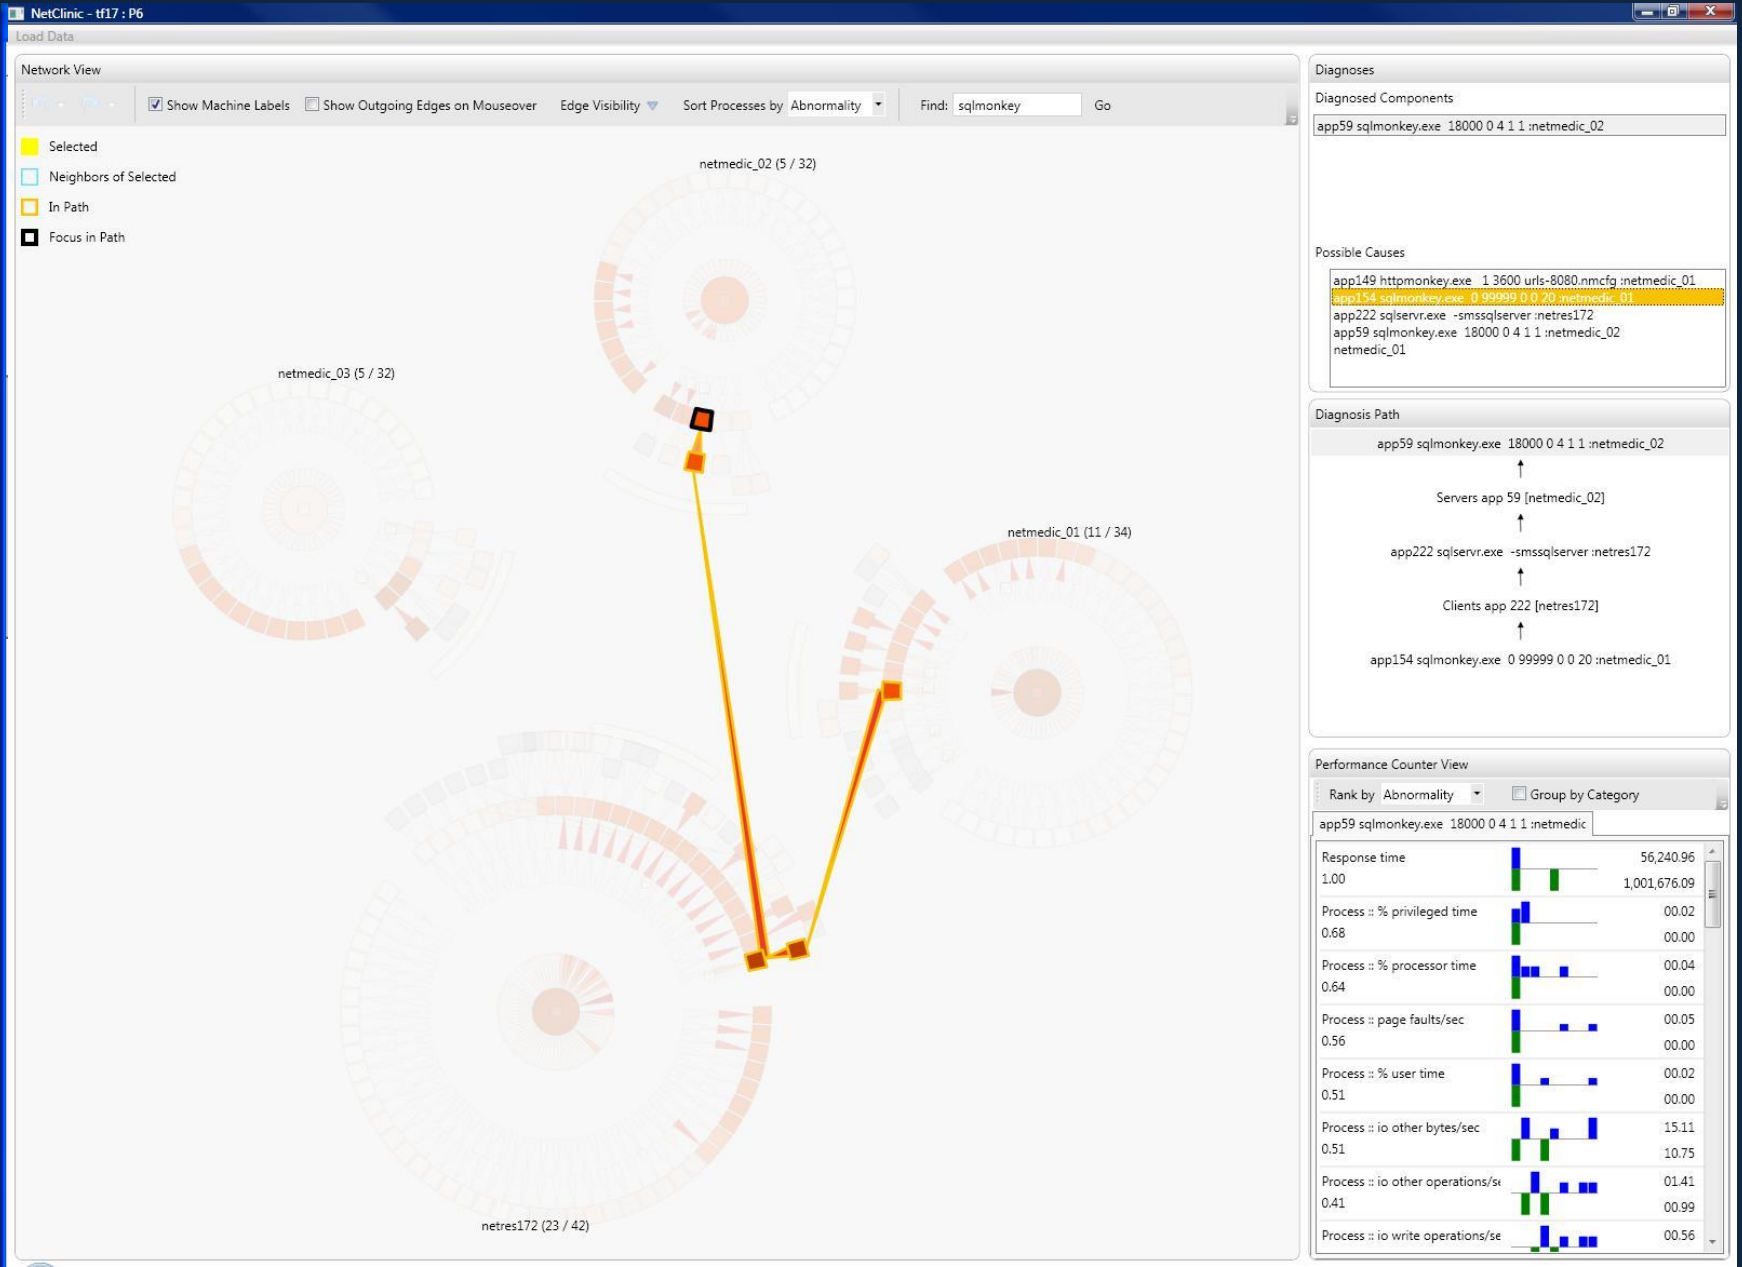 NetClinic - tf17 : P6
Load Data
Network View
Show Machine Labels Show Outgoing Edges on Mouseover Edge Visibility Sort Processes by Abnormality Find: sqlmonkey Go
Selected
Neighbors of Selected
In Path
Focus in Path
netmedic_02 (5 / 32)
netmedic_03 (5 / 32)
netmedic_01 (11 / 34)
netres172 (23 / 42)
Diagnoses
Diagnosed Components
app59 sqlmonkey.exe 18000 0 4 1 1 :netmedic_02
Possible Causes
app149 httpmonkey.exe 1 3600 urls-8080.nmcfg :netmedic_01
app154 sqlmonkey.exe 0 99999 0 0 20 :netmedic_01
app222 sqlservr.exe -smssqlserver :netres172
app59 sqlmonkey.exe 18000 0 4 1 1 :netmedic_02
netmedic_01
Diagnosis Path
app59 sqlmonkey.exe 18000 0 4 1 1 :netmedic_02
Servers app 59 [netmedic_02]
app222 sqlservr.exe -smssqlserver :netres172
Clients app 222 [netres172]
app154 sqlmonkey.exe 0 99999 0 0 20 :netmedic_01
Performance Counter View
Rank by Abnormality Group by Category
app59 sqlmonkey.exe 18000 0 4 1 1 :netmedic
Response time 56,240.96
1.00 1,001,676.09
Process :: % privileged time 00.02
0.68 00.00
Process :: % processor time 00.04
0.64 00.00
Process :: page faults/sec 00.05
0.56 00.00
Process :: % user time 00.02
0.51 00.00
Process :: io other bytes/sec 15.11
0.51 10.75
Process :: io other operations/se 01.41
0.41 00.99
Process :: io write operations/se 00.56